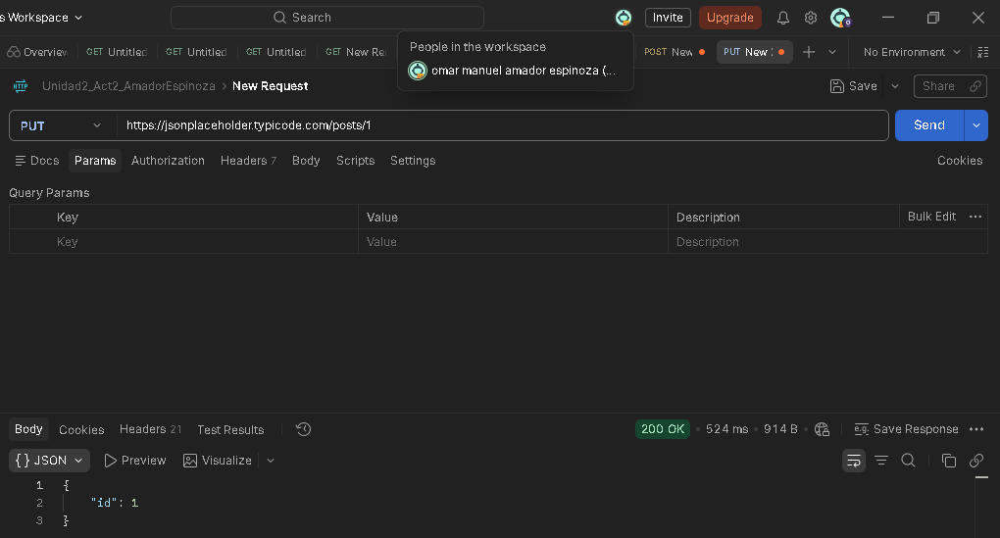 s Workspace
Search
Invite
Upgrade
Overview
GET Untitled
GET Untitled
GET Untitled
GET New Re
POST New
PUT New
No Environment
People in the workspace
omar manuel amador espinoza (...
HTTP
Unidad2_Act2_AmadorEspinoza > New Request
Save
Share
PUT
https://jsonplaceholder.typicode.com/posts/1
Send
Docs
Params
Authorization
Headers 7
Body
Scripts
Settings
Cookies
Query Params
Key Value Description Bulk Edit
Key Value Description
Body Cookies Headers 21 Test Results
200 OK • 524 ms • 914 B
e.g. Save Response
{} JSON
Preview
Visualize
1 {
2 "id": 1
3 }